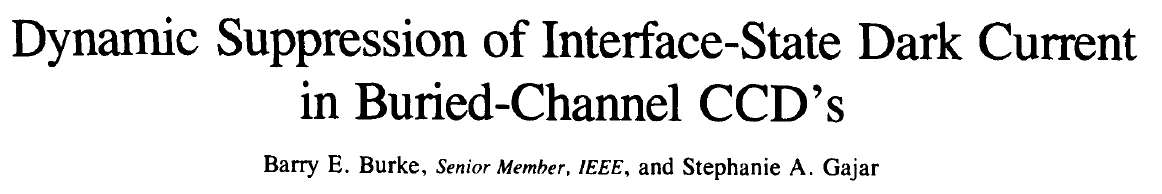 Dynamic Suppression of Interface-State Dark Current
in Buried-Channel CCD's
Barry E. Burke, Senior Member, IEEE, and Stephanie A. Gajar